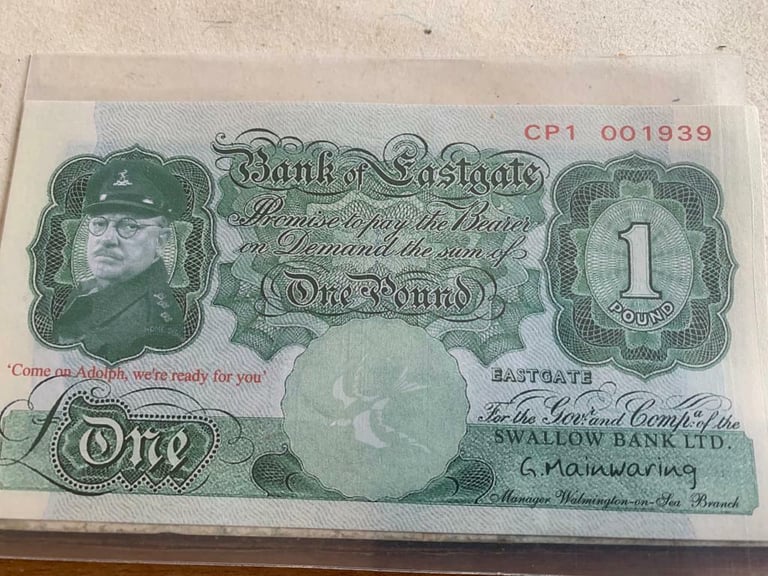 CP1 001939
Bank of Eastgate
Promise to pay the Bearer
on Demand the sum of
One Pound
1
POUND
'Come on Adolph, we're ready for you'
EASTGATE
£One
For the Govr. and Compa. of the
SWALLOW BANK LTD.
G. Mainwaring
Manager Walmington-on-Sea Branch